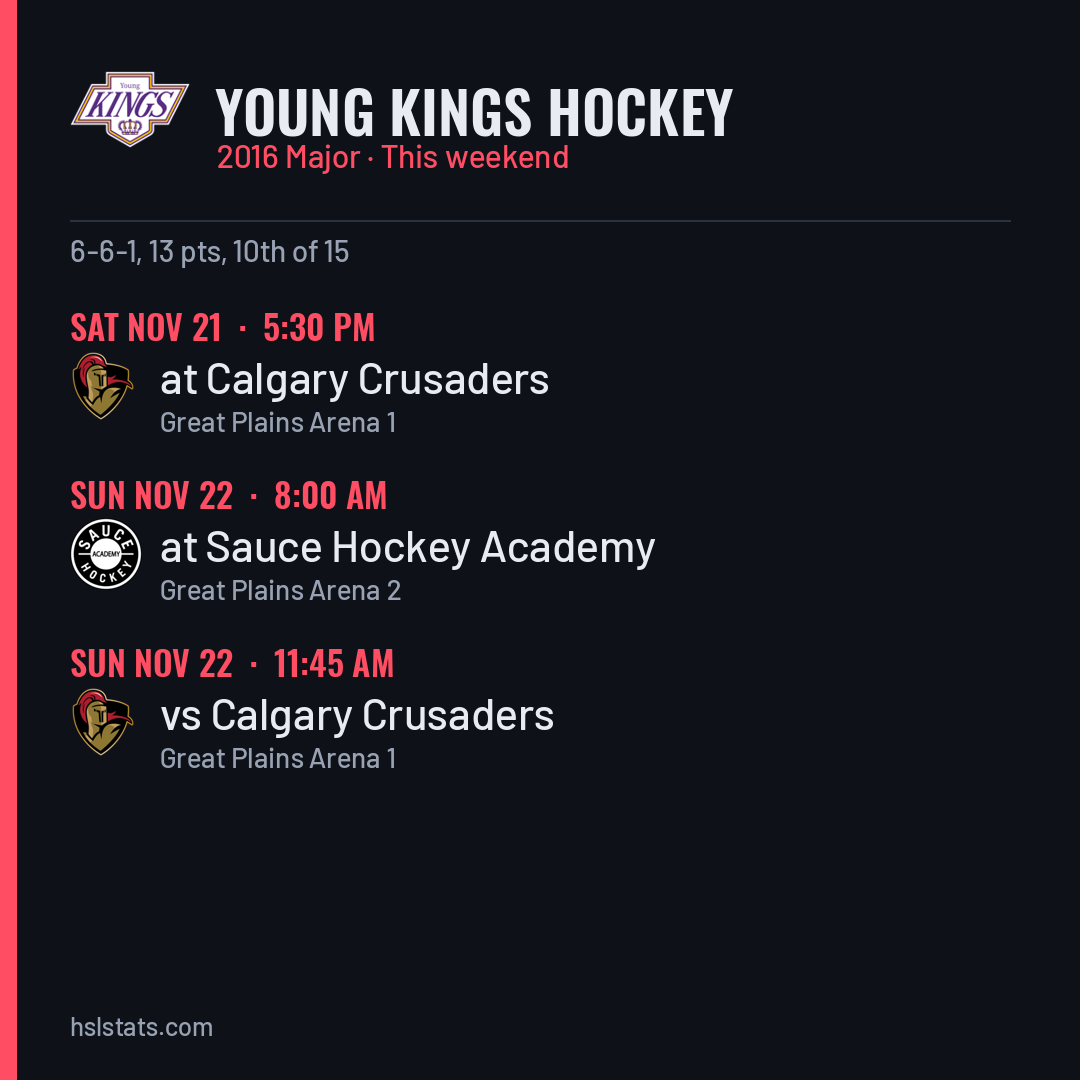 Young
KINGS
YOUNG KINGS HOCKEY
2016 Major · This weekend
6-6-1, 13 pts, 10th of 15
SAT NOV 21 · 5:30 PM
at Calgary Crusaders
Great Plains Arena 1
SUN NOV 22 · 8:00 AM
SAUCE
ACADEMY
HOCKEY
at Sauce Hockey Academy
Great Plains Arena 2
SUN NOV 22 · 11:45 AM
vs Calgary Crusaders
Great Plains Arena 1
hslstats.com